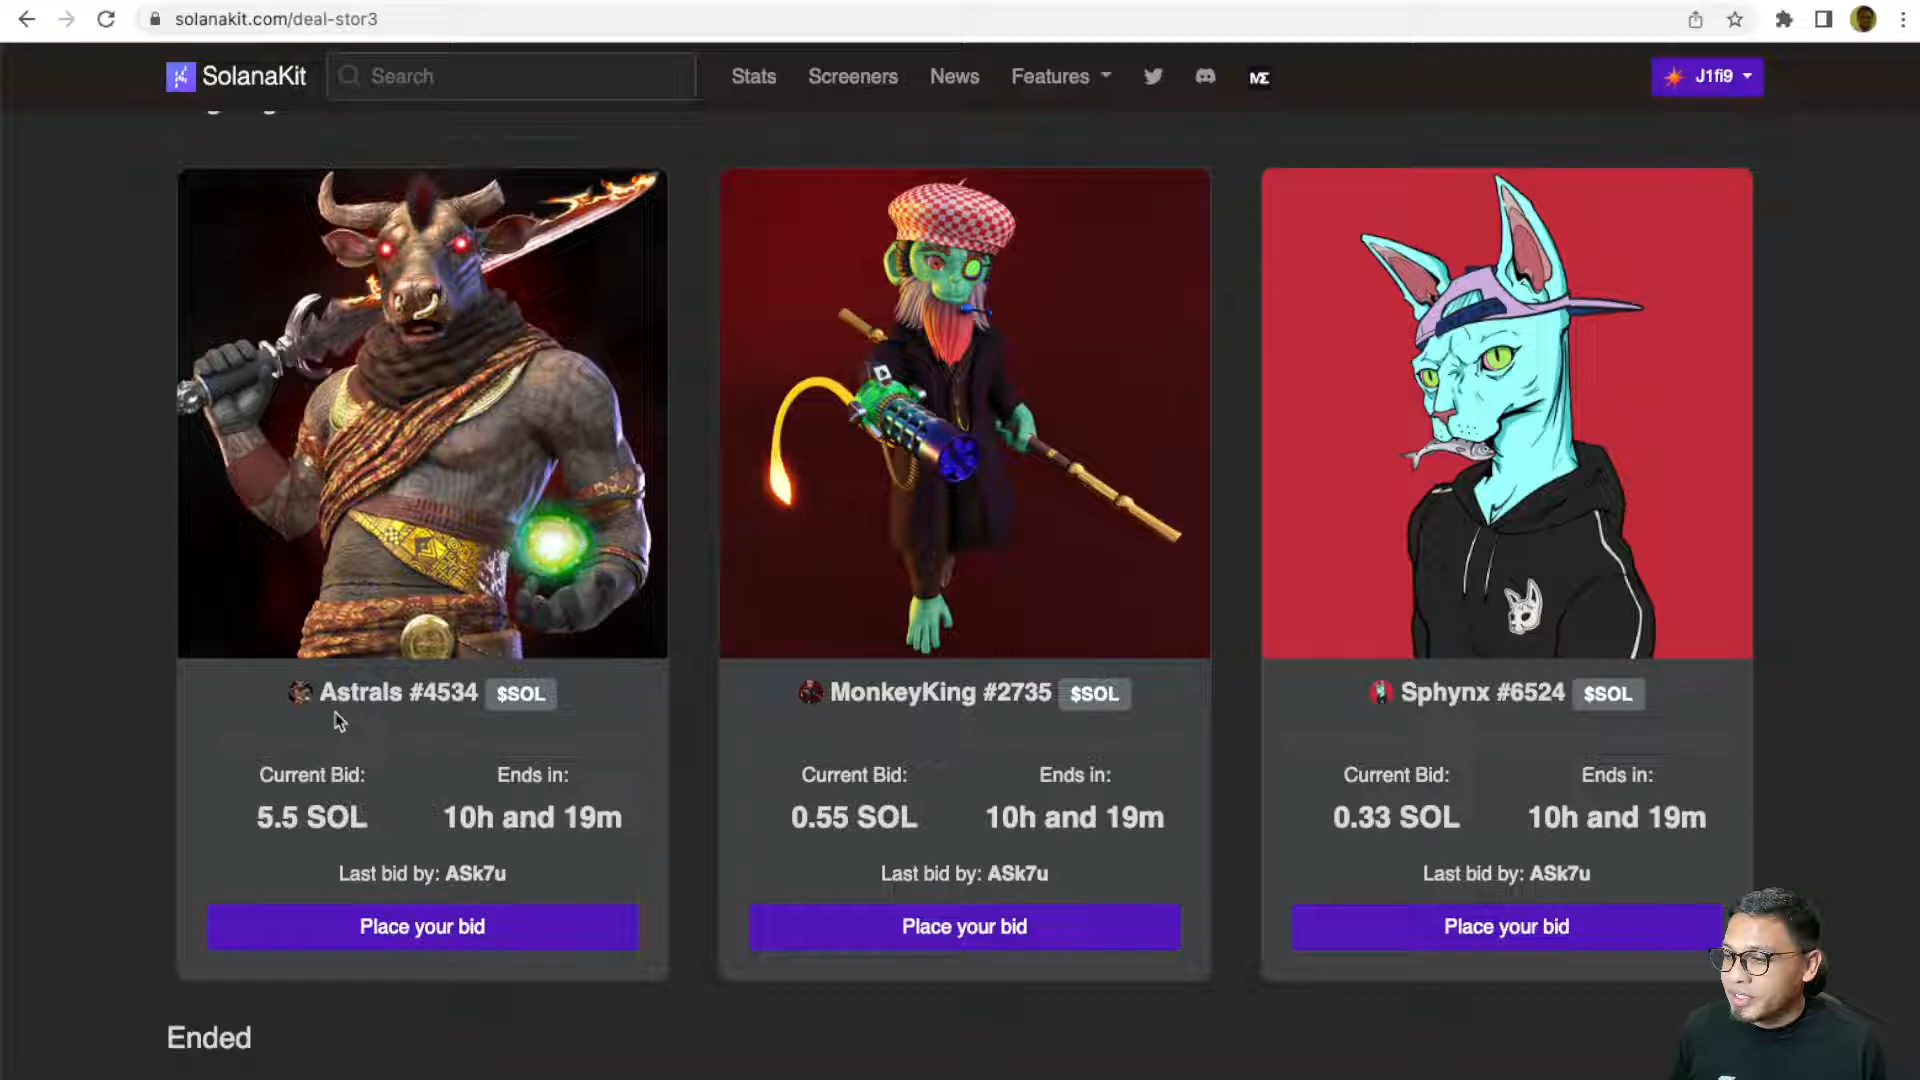 solanakit.com/deal-stor3
SolanaKit
Search
Stats
Screeners
News
Features
J1fi9
Astrals #4534 $SOL
Current Bid:
Ends in:
5.5 SOL
10h and 19m
Last bid by: ASk7u
Place your bid
MonkeyKing #2735 $SOL
Current Bid:
Ends in:
0.55 SOL
10h and 19m
Last bid by: ASk7u
Place your bid
Sphynx #6524 $SOL
Current Bid:
Ends in:
0.33 SOL
10h and 19m
Last bid by: ASk7u
Place your bid
Ended